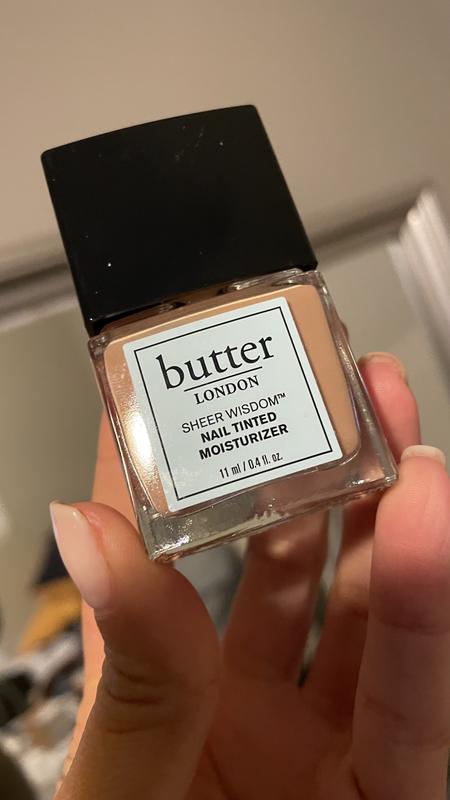 butter
LONDON
SHEER WISDOM™
NAIL TINTED
MOISTURIZER
11 ml / 0.4 fl. oz.